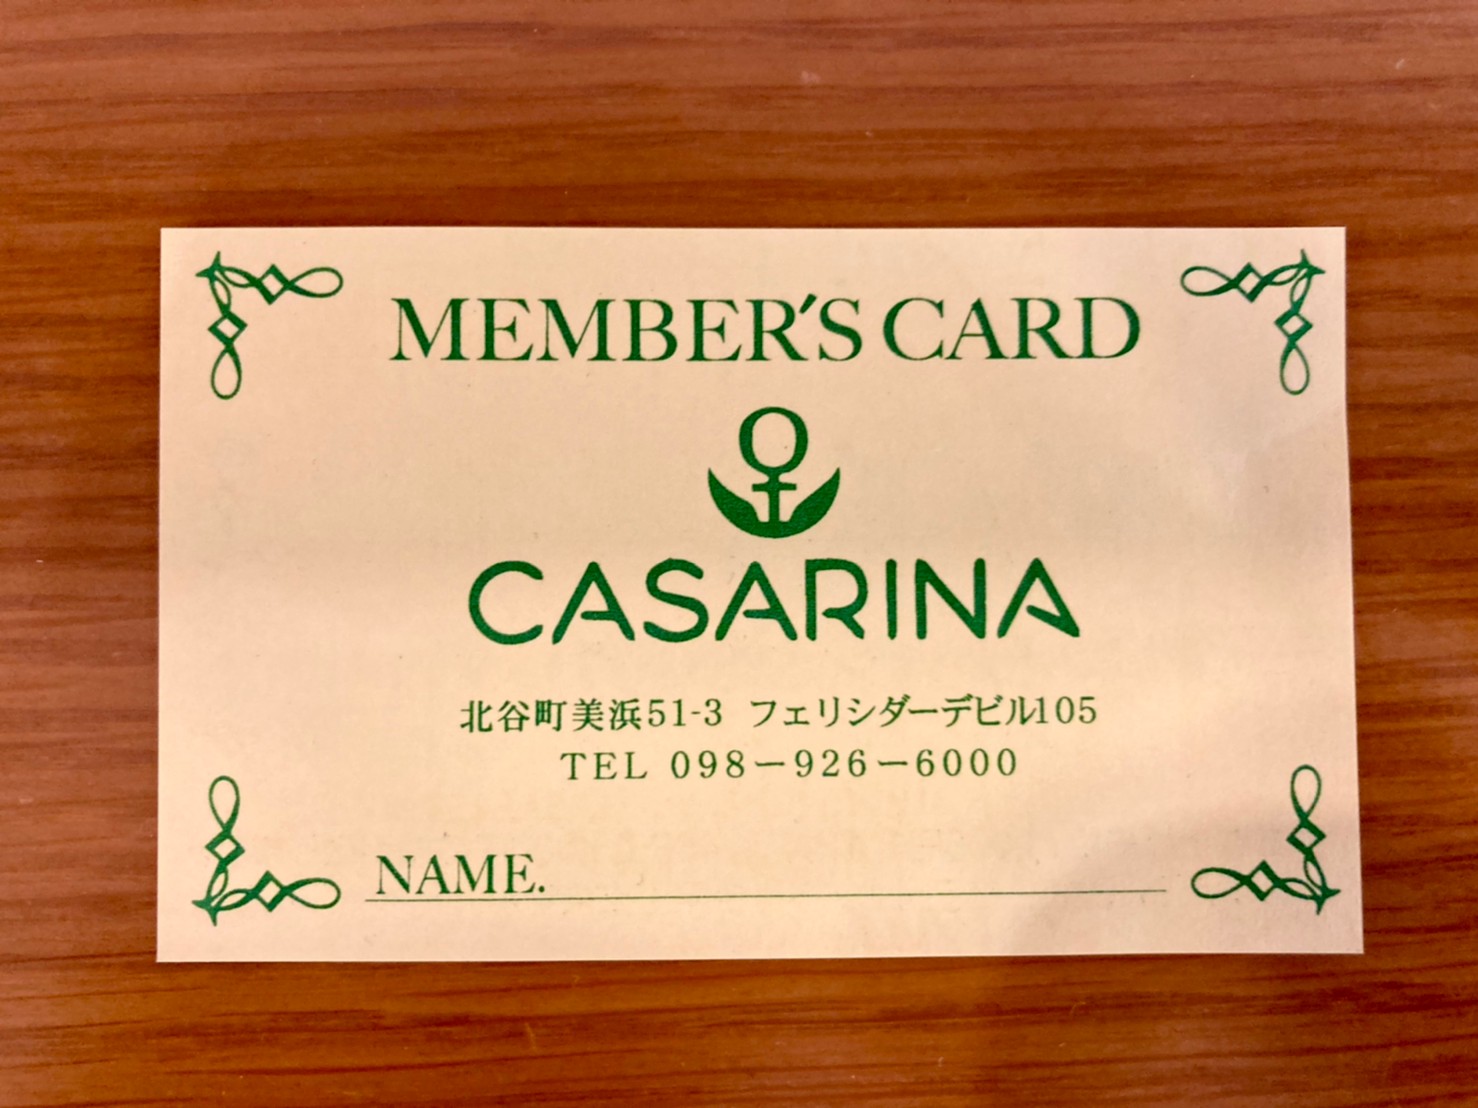 MEMBER'S CARD
CASARINA
北谷町美浜51-3 フェリシダーデビル105
TEL 098-926-6000
NAME.